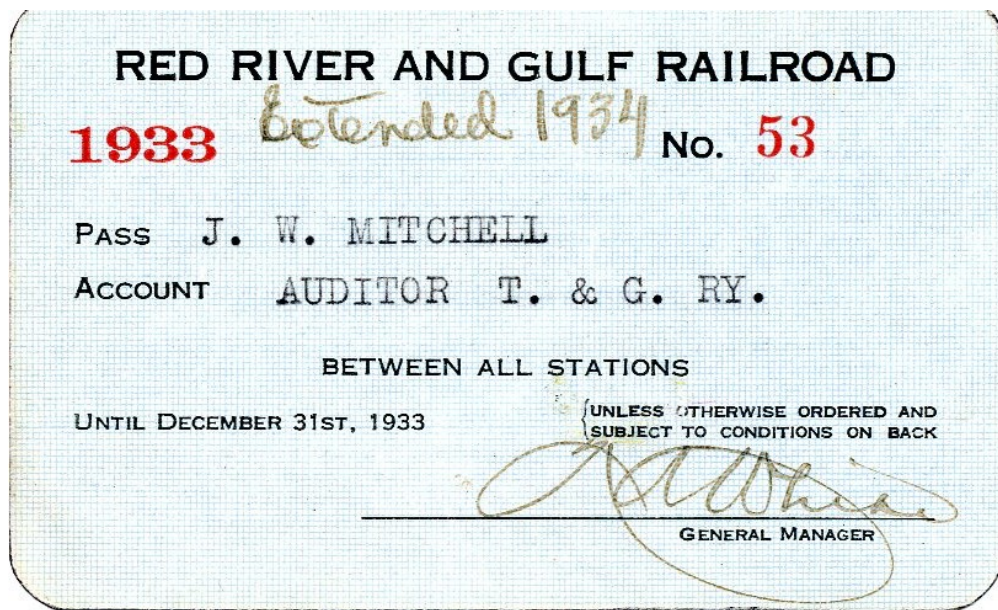 RED RIVER AND GULF RAILROAD
1933 Extended 1934 No. 53
PASS J. W. MITCHELL
ACCOUNT AUDITOR T. & G. RY.
BETWEEN ALL STATIONS
UNTIL DECEMBER 31ST, 1933
UNLESS OTHERWISE ORDERED AND
SUBJECT TO CONDITIONS ON BACK
GENERAL MANAGER